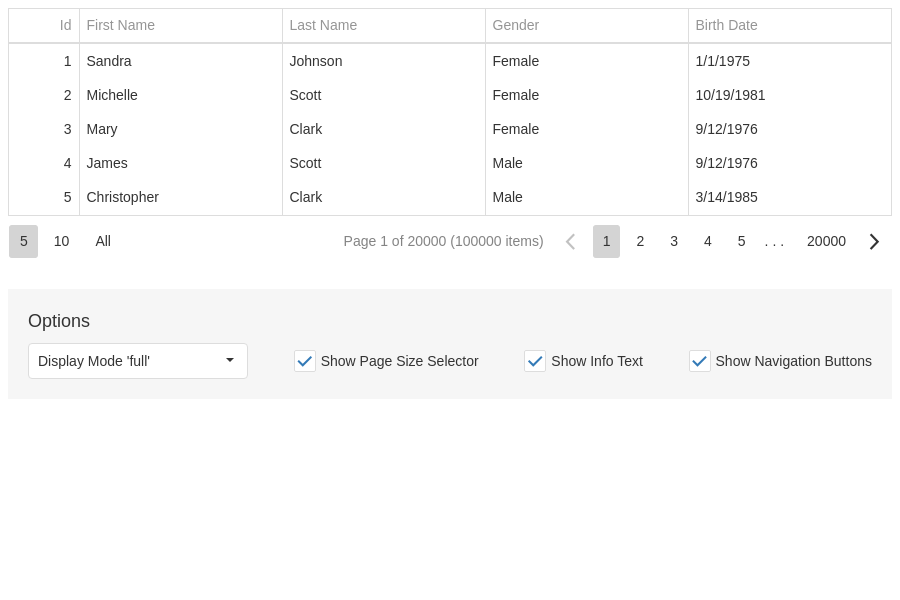 Id First Name Last Name Gender Birth Date
1 Sandra Johnson Female 1/1/1975
2 Michelle Scott Female 10/19/1981
3 Mary Clark Female 9/12/1976
4 James Scott Male 9/12/1976
5 Christopher Clark Male 3/14/1985
5 10 All Page 1 of 20000 (100000 items) 1 2 3 4 5 . . . 20000
Options
Display Mode 'full' Show Page Size Selector Show Info Text Show Navigation Buttons